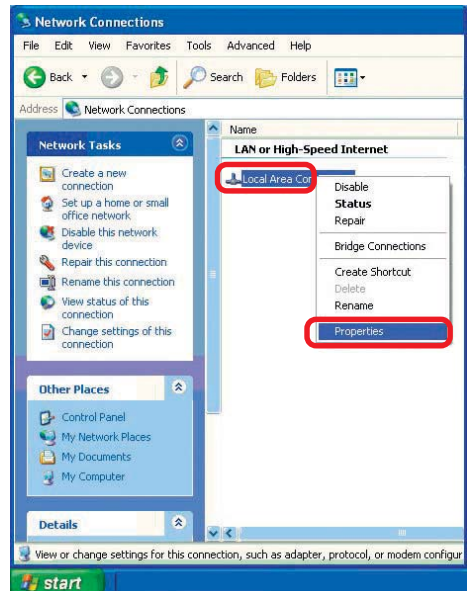 Network Connections
File Edit View Favorites Tools Advanced Help
Back Search Folders
Address Network Connections
Network Tasks
Create a new
connection
Set up a home or small
office network
Disable this network
device
Repair this connection
Rename this connection
View status of this
connection
Change settings of this
connection
Other Places
Control Panel
My Network Places
My Documents
My Computer
Details
Name
LAN or High-Speed Internet
Local Area Con
Disable
Status
Repair
Bridge Connections
Create Shortcut
Delete
Rename
Properties
View or change settings for this connection, such as adapter, protocol, or modem configur
start